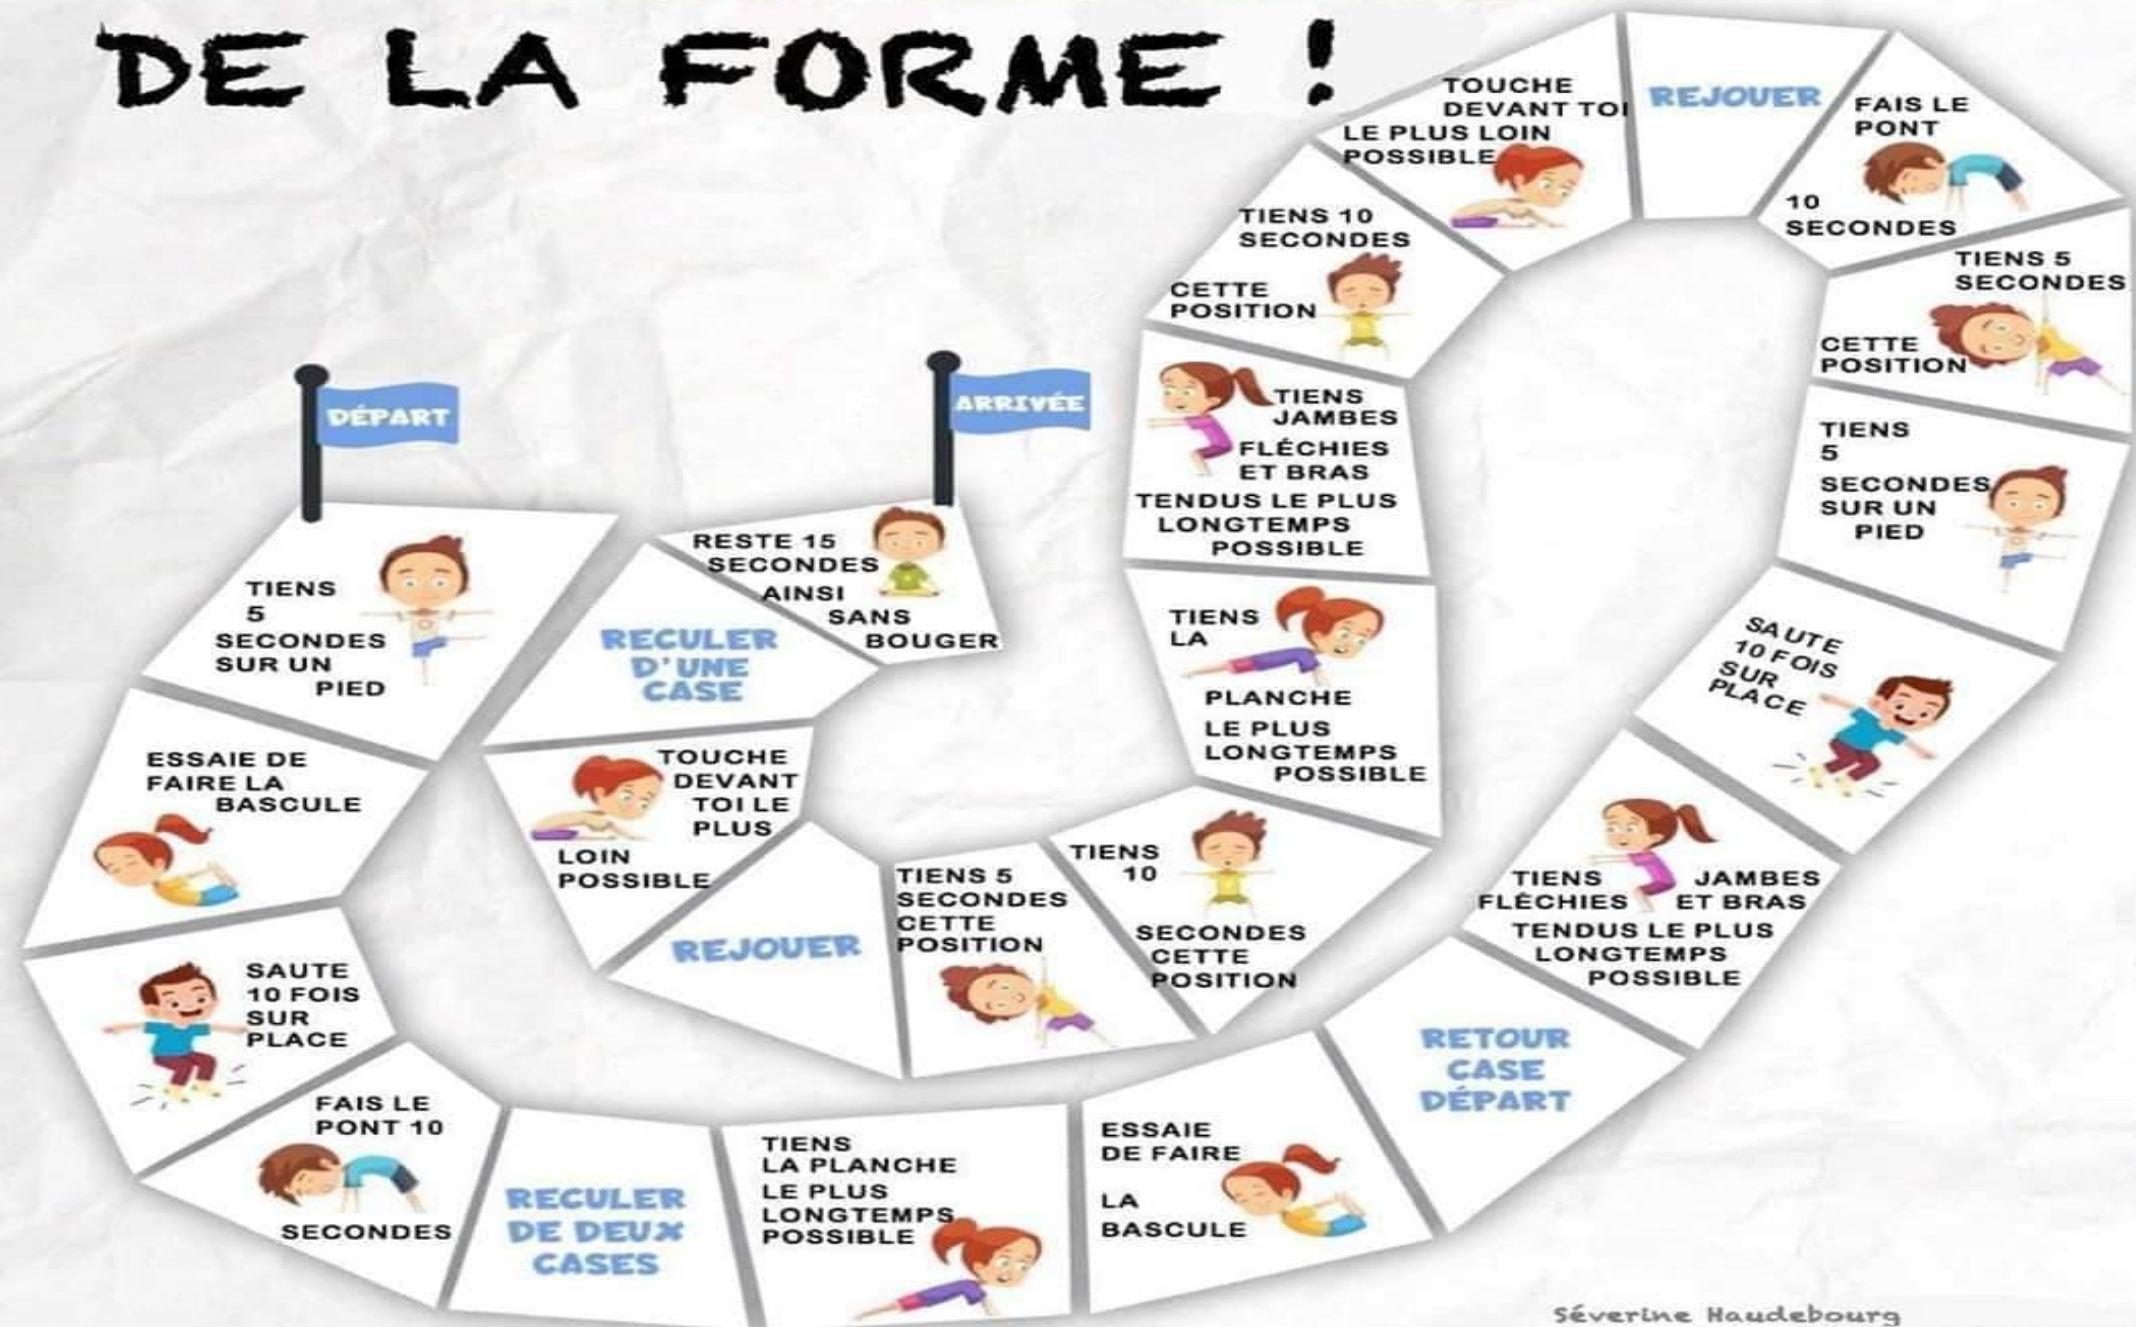 DE LA FORME !
DÉPART
TIENS
5
SECONDES
SUR UN
PIED
ESSAIE DE
FAIRE LA
BASCULE
SAUTE
10 FOIS
SUR
PLACE
FAIS LE
PONT 10
SECONDES
RECULER
DE DEUX
CASES
TIENS
LA PLANCHE
LE PLUS
LONGTEMPS
POSSIBLE
ESSAIE
DE FAIRE
LA
BASCULE
RETOUR
CASE
DÉPART
TIENS JAMBES
FLÉCHIES ET BRAS
TENDUS LE PLUS
LONGTEMPS
POSSIBLE
SAUTE
10 FOIS
SUR
PLACE
TIENS
5
SECONDES
SUR UN
PIED
TIENS 5
SECONDES
CETTE
POSITION
FAIS LE
PONT
10
SECONDES
REJOUER
TOUCHE
DEVANT TOI
LE PLUS LOIN
POSSIBLE
TIENS 10
SECONDES
CETTE
POSITION
TIENS
JAMBES
FLÉCHIES
ET BRAS
TENDUS LE PLUS
LONGTEMPS
POSSIBLE
TIENS
LA
PLANCHE
LE PLUS
LONGTEMPS
POSSIBLE
TIENS
10
SECONDES
CETTE
POSITION
TIENS 5
SECONDES
CETTE
POSITION
REJOUER
TOUCHE
DEVANT
TOI LE
PLUS
LOIN
POSSIBLE
RECULER
D'UNE
CASE
RESTE 15
SECONDES
AINSI
SANS
BOUGER
ARRIVÉE
Séverine Haudebourg